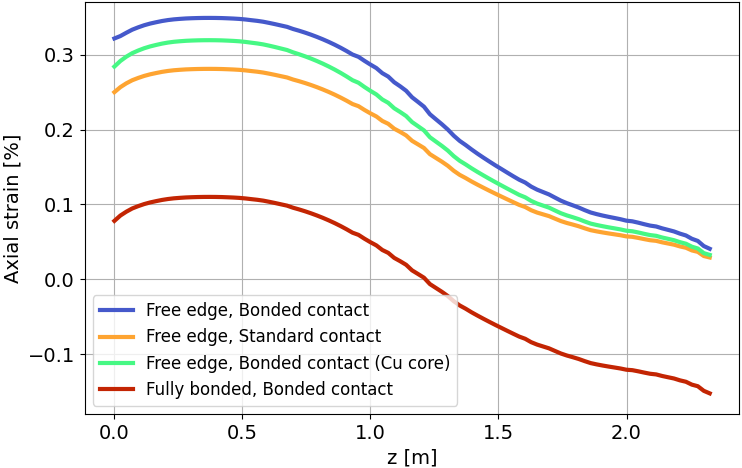 Axial strain [%]
0.3
0.2
0.1
0.0
−0.1
Free edge, Bonded contact
Free edge, Standard contact
Free edge, Bonded contact (Cu core)
Fully bonded, Bonded contact
0.0 0.5 1.0 1.5 2.0
z [m]